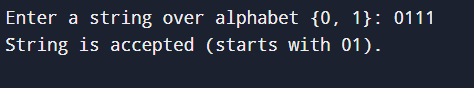 Enter a string over alphabet {0, 1}: 0111
String is accepted (starts with 01).